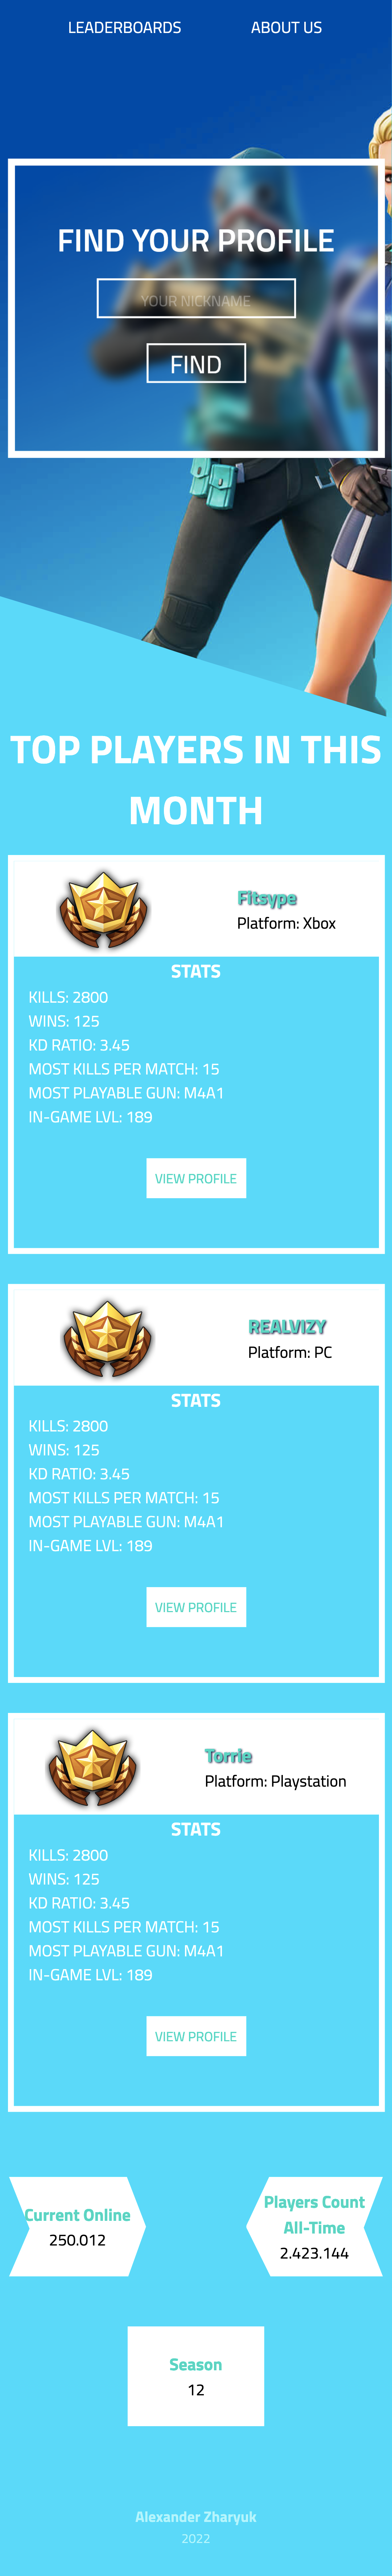 LEADERBOARDS ABOUT US
FIND YOUR PROFILE
YOUR NICKNAME
FIND
TOP PLAYERS IN THIS
MONTH
Fitsype
Platform: Xbox
STATS
KILLS: 2800
WINS: 125
KD RATIO: 3.45
MOST KILLS PER MATCH: 15
MOST PLAYABLE GUN: M4A1
IN-GAME LVL: 189
VIEW PROFILE
REALVIZY
Platform: PC
STATS
KILLS: 2800
WINS: 125
KD RATIO: 3.45
MOST KILLS PER MATCH: 15
MOST PLAYABLE GUN: M4A1
IN-GAME LVL: 189
VIEW PROFILE
Torrie
Platform: Playstation
STATS
KILLS: 2800
WINS: 125
KD RATIO: 3.45
MOST KILLS PER MATCH: 15
MOST PLAYABLE GUN: M4A1
IN-GAME LVL: 189
VIEW PROFILE
Current Online
250.012
Players Count
All-Time
2.423.144
Season
12
Alexander Zharyuk
2022